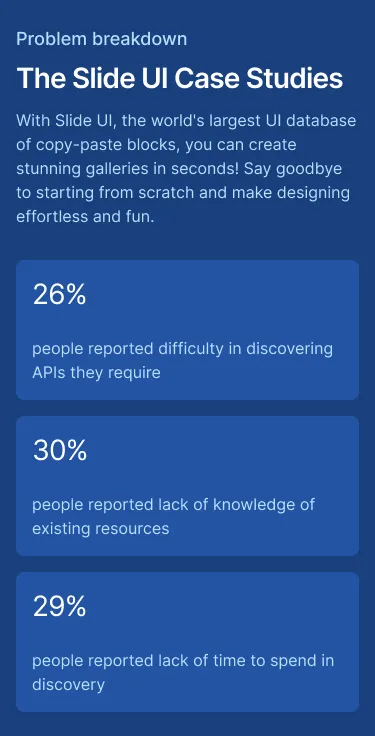 Problem breakdown
The Slide UI Case Studies
With Slide UI, the world's largest UI database
of copy-paste blocks, you can create
stunning galleries in seconds! Say goodbye
to starting from scratch and make designing
effortless and fun.
26%
people reported difficulty in discovering
APIs they require
30%
people reported lack of knowledge of
existing resources
29%
people reported lack of time to spend in
discovery